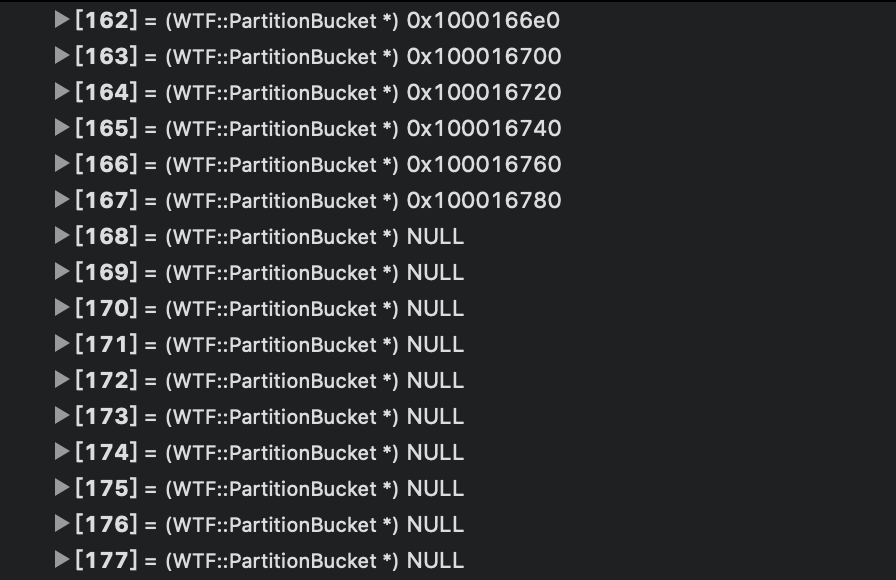 [162] = (WTF::PartitionBucket *) 0x1000166e0
[163] = (WTF::PartitionBucket *) 0x100016700
[164] = (WTF::PartitionBucket *) 0x100016720
[165] = (WTF::PartitionBucket *) 0x100016740
[166] = (WTF::PartitionBucket *) 0x100016760
[167] = (WTF::PartitionBucket *) 0x100016780
[168] = (WTF::PartitionBucket *) NULL
[169] = (WTF::PartitionBucket *) NULL
[170] = (WTF::PartitionBucket *) NULL
[171] = (WTF::PartitionBucket *) NULL
[172] = (WTF::PartitionBucket *) NULL
[173] = (WTF::PartitionBucket *) NULL
[174] = (WTF::PartitionBucket *) NULL
[175] = (WTF::PartitionBucket *) NULL
[176] = (WTF::PartitionBucket *) NULL
[177] = (WTF::PartitionBucket *) NULL